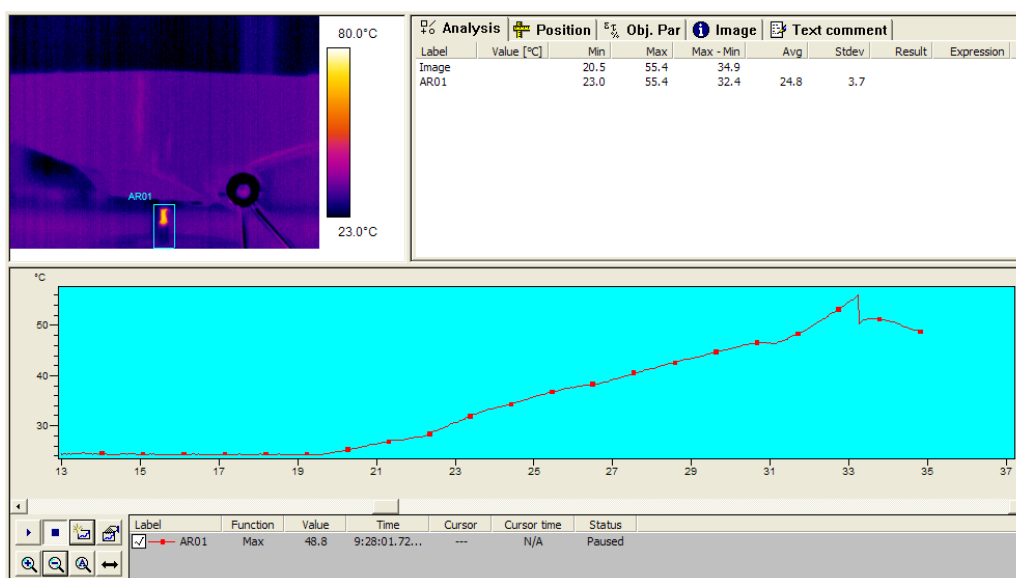 80.0°C
AR01
23.0°C
Analysis Position Obj. Par Image Text comment
Label Value [°C] Min Max Max - Min Avg Stdev Result Expression
Image 20.5 55.4 34.9
AR01 23.0 55.4 32.4 24.8 3.7
°C
50
40
30
13 15 17 19 21 23 25 27 29 31 33 35 37
Label Function Value Time Cursor Cursor time Status
AR01 Max 48.8 9:28:01.72... --- N/A Paused